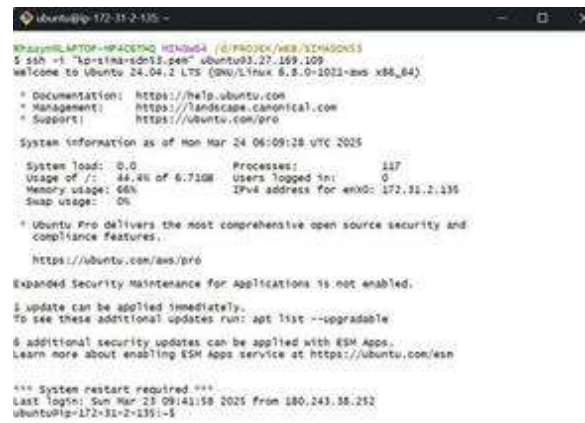 ubuntu@ip-172-31-2-135: ~
MINGW64 /d/PROJEK/WEB/SIMASDN53
$ ssh -i "kp-sima-sdn53.pem" ubuntu@3.27.169.109
Welcome to Ubuntu 24.04.2 LTS (GNU/Linux 6.8.0-1021-aws x86_64)
* Documentation: https://help.ubuntu.com
* Management: https://landscape.canonical.com
* Support: https://ubuntu.com/pro
System information as of Mon Mar 24 06:09:28 UTC 2025
System load: 0.0 Processes: 117
Usage of /: 44.4% of 6.71GB Users logged in: 0
Memory usage: 66% IPv4 address for enX0: 172.31.2.135
Swap usage: 0%
* Ubuntu Pro delivers the most comprehensive open source security and
compliance features.
https://ubuntu.com/aws/pro
Expanded Security Maintenance for Applications is not enabled.
update can be applied immediately.
To see these additional updates run: apt list --upgradable
6 additional security updates can be applied with ESM Apps.
Learn more about enabling ESM Apps service at https://ubuntu.com/esm
*** System restart required ***
Last login: Sun Mar 23 09:41:58 2025 from 180.243.38.252
ubuntu@ip-172-31-2-135:~$